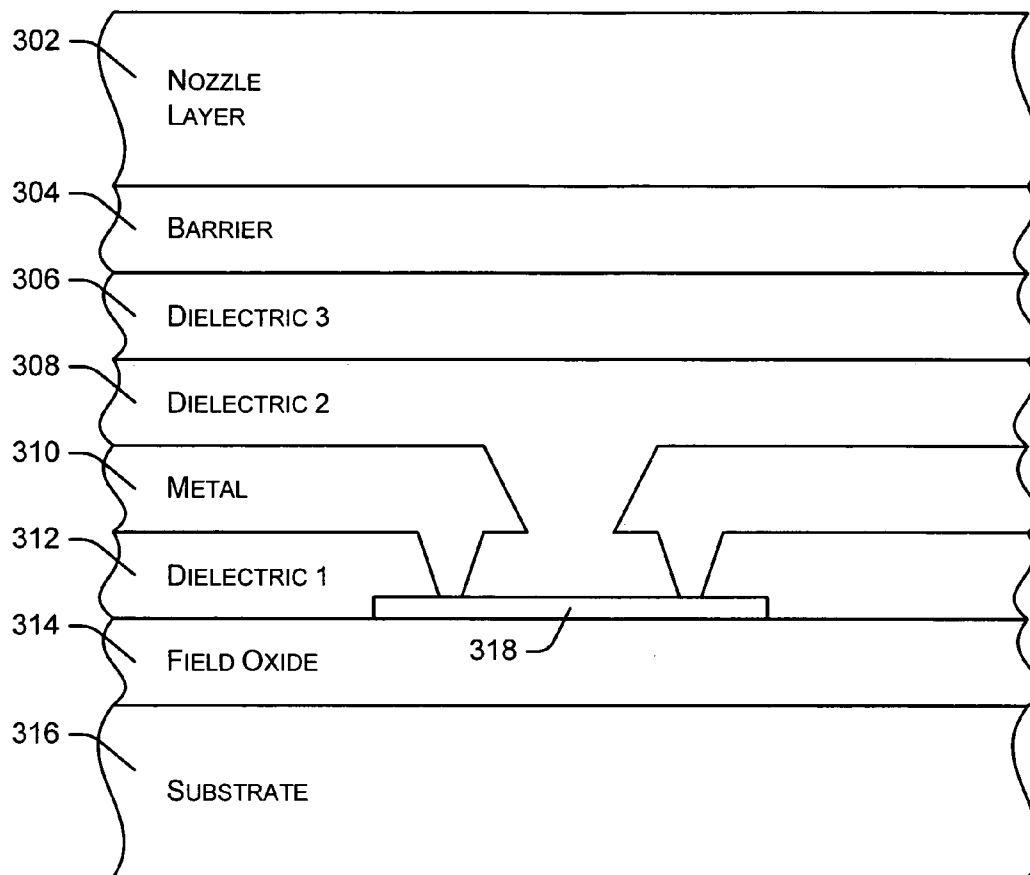 302
NOZZLE
LAYER
304
BARRIER
306
DIELECTRIC 3
308
DIELECTRIC 2
310
METAL
312
DIELECTRIC 1
314
FIELD OXIDE
318
316
SUBSTRATE